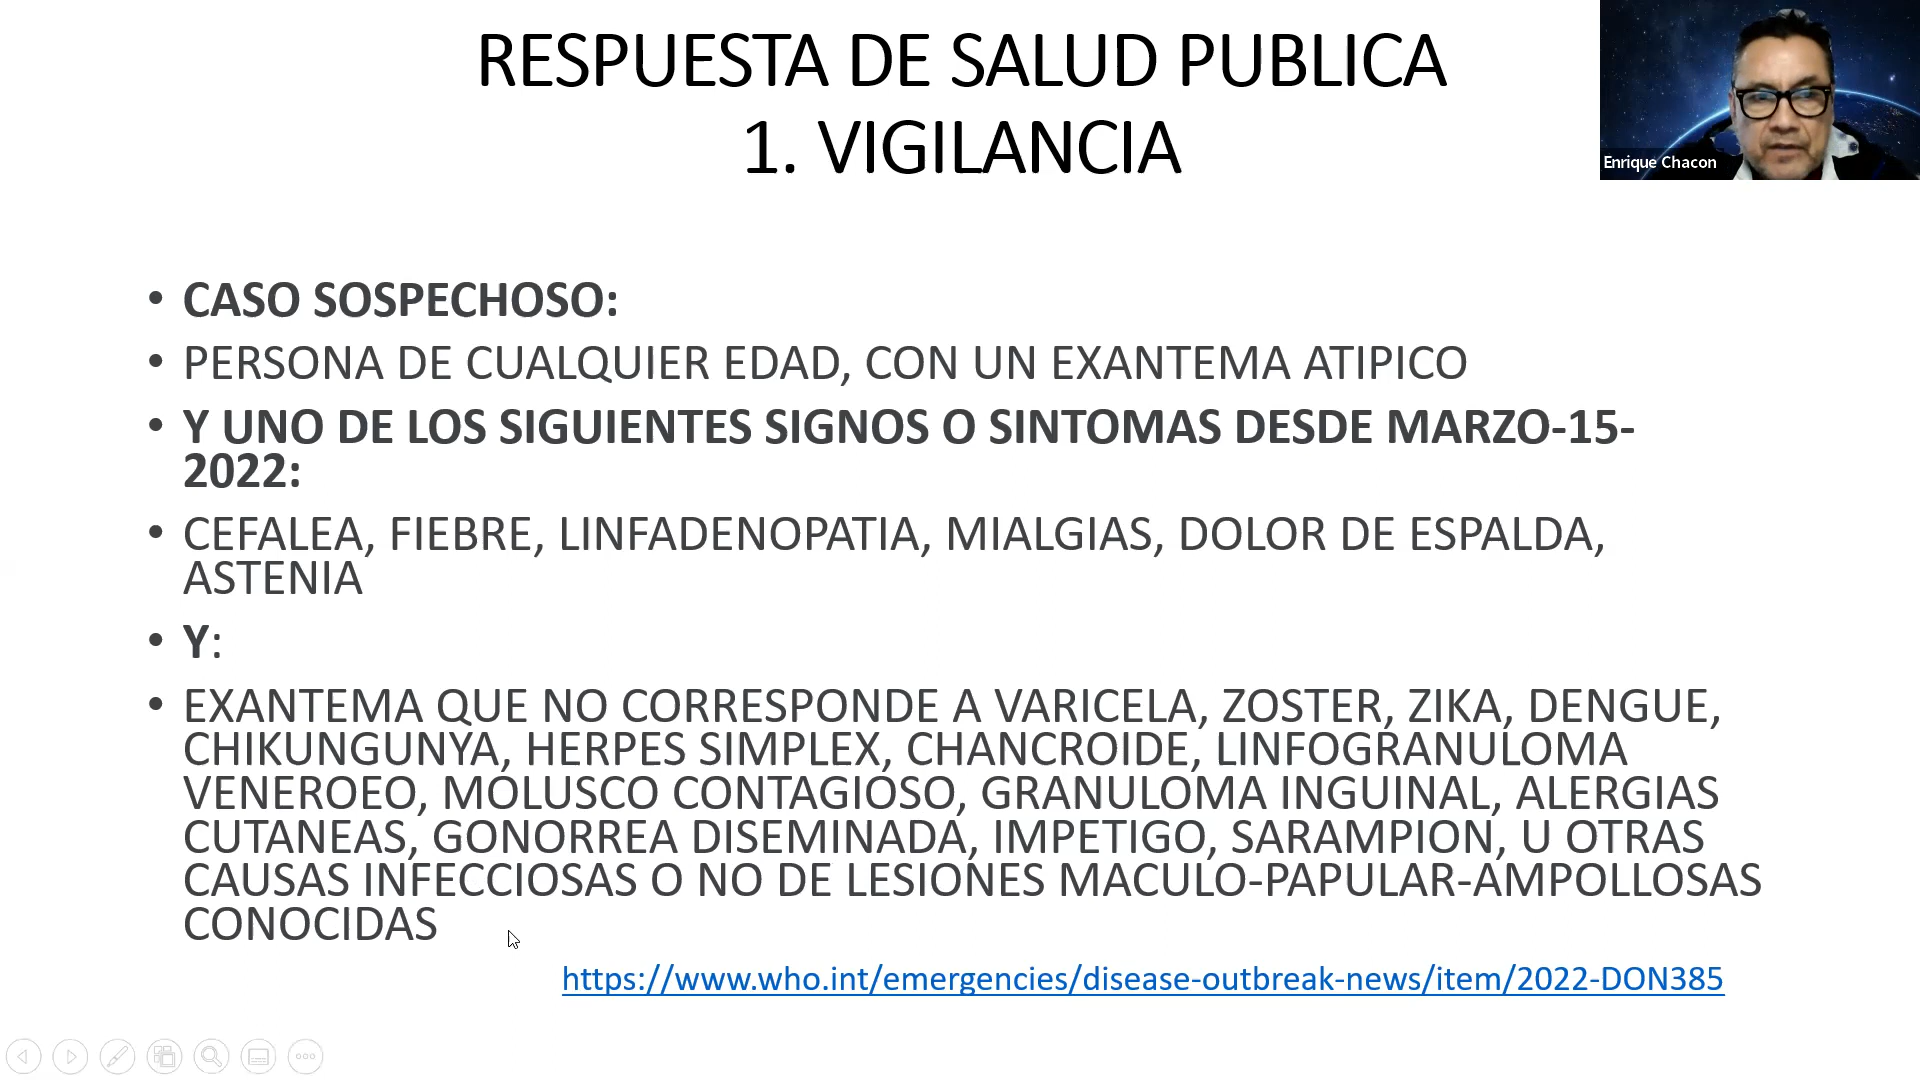 RESPUESTA DE SALUD PUBLICA
1. VIGILANCIA
Enrique Chacon
• CASO SOSPECHOSO:
• PERSONA DE CUALQUIER EDAD, CON UN EXANTEMA ATIPICO
• Y UNO DE LOS SIGUIENTES SIGNOS O SINTOMAS DESDE MARZO-15-
2022:
• CEFALEA, FIEBRE, LINFADENOPATIA, MIALGIAS, DOLOR DE ESPALDA,
ASTENIA
• Y:
• EXANTEMA QUE NO CORRESPONDE A VARICELA, ZOSTER, ZIKA, DENGUE,
CHIKUNGUNYA, HERPES SIMPLEX, CHANCROIDE, LINFOGRANULOMA
VENEROEO, MOLUSCO CONTAGIOSO, GRANULOMA INGUINAL, ALERGIAS
CUTANEAS, GONORREA DISEMINADA, IMPETIGO, SARAMPION, U OTRAS
CAUSAS INFECCIOSAS O NO DE LESIONES MACULO-PAPULAR-AMPOLLOSAS
CONOCIDAS
https://www.who.int/emergencies/disease-outbreak-news/item/2022-DON385